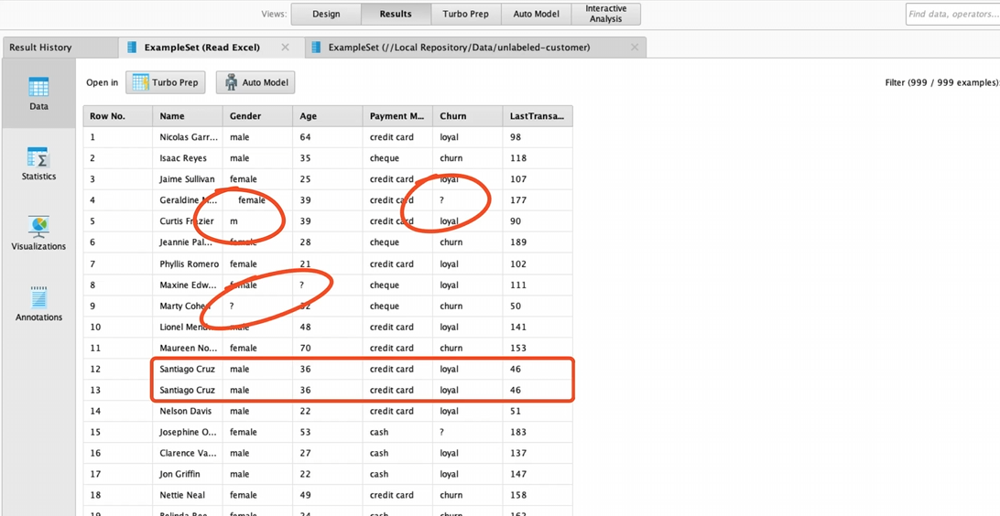 Views: Design Results Turbo Prep Auto Model Interactive Analysis
Find data, operators...
Result History ExampleSet (Read Excel) ExampleSet (//Local Repository/Data/unlabeled-customer)
Open in Turbo Prep Auto Model Filter (999 / 999 examples):
Data
Statistics
Visualizations
Annotations
Row No. Name Gender Age Payment M... Churn LastTransa...
1 Nicolas Garr... male 64 credit card loyal 98
2 Isaac Reyes male 35 cheque churn 118
3 Jaime Sullivan female 25 credit card loyal 107
4 Geraldine M... female 39 credit card ? 177
5 Curtis Frazier m 39 credit card loyal 90
6 Jeannie Pal... female 28 cheque churn 189
7 Phyllis Romero female 21 credit card loyal 102
8 Maxine Edw... female ? cheque loyal 111
9 Marty Cohen ? 32 cheque churn 50
10 Lionel Mend... male 48 credit card loyal 141
11 Maureen No... female 70 credit card churn 153
12 Santiago Cruz male 36 credit card loyal 46
13 Santiago Cruz male 36 credit card loyal 46
14 Nelson Davis male 22 credit card loyal 51
15 Josephine O... female 53 cash ? 183
16 Clarence Va... male 27 cash loyal 137
17 Jon Griffin male 22 cash loyal 147
18 Nettie Neal female 49 credit card churn 158
19 female 24 cash churn 162